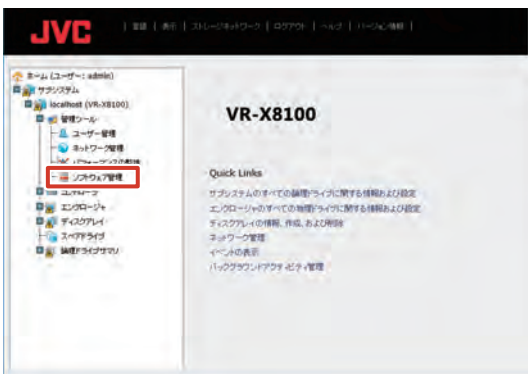 JVC
| 言語 | 表示 | ストレージネットワーク | ログアウト | ヘルプ | バージョン情報 |
ホーム (ユーザー: admin)
サブシステム
localhost (VR-X8100)
管理ツール
ユーザー管理
ネットワーク管理
ソフトウェア管理
エンクロージャ
ディスクアレイ
スペアドライブ
論理ドライブサマリ
VR-X8100
Quick Links
サブシステムのすべての論理ドライブに関する情報および設定
エンクロージャのすべての物理ドライブに関する情報および設定
ディスクアレイの情報、作成、および削除
ネットワーク管理
イベントの表示
バックグラウンドアクティビティ管理